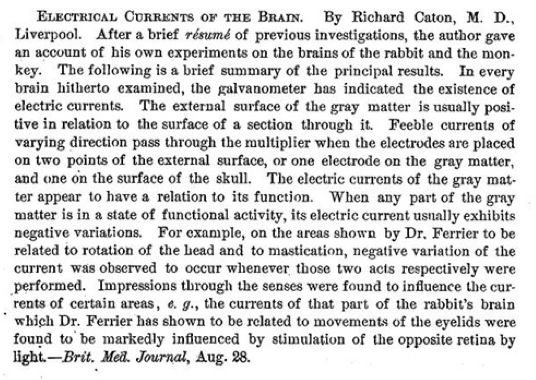 ELECTRICAL CURRENTS OF THE BRAIN. By Richard Caton, M. D.,
Liverpool. After a brief résumé of previous investigations, the author gave
an account of his own experiments on the brains of the rabbit and the mon-
key. The following is a brief summary of the principal results. In every
brain hitherto examined, the galvanometer has indicated the existence of
electric currents. The external surface of the gray matter is usually posi-
tive in relation to the surface of a section through it. Feeble currents of
varying direction pass through the multiplier when the electrodes are placed
on two points of the external surface, or one electrode on the gray matter,
and one on the surface of the skull. The electric currents of the gray mat-
ter appear to have a relation to its function. When any part of the gray
matter is in a state of functional activity, its electric current usually exhibits
negative variations. For example, on the areas shown by Dr. Ferrier to be
related to rotation of the head and to mastication, negative variation of the
current was observed to occur whenever those two acts respectively were
performed. Impressions through the senses were found to influence the cur-
rents of certain areas, e. g., the currents of that part of the rabbit's brain
which Dr. Ferrier has shown to be related to movements of the eyelids were
found to be markedly influenced by stimulation of the opposite retina by
light.—Brit. Med. Journal, Aug. 28.